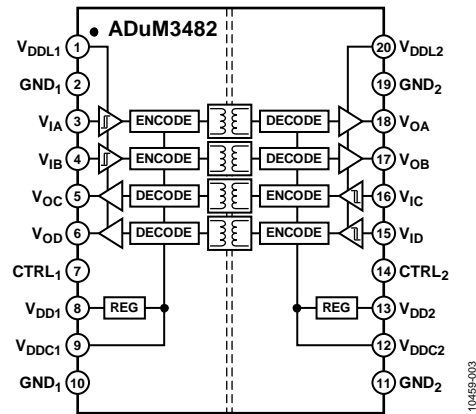 ADuM3482
VDDL1 1 20 VDDL2
GND1 2 19 GND2
VIA 3 ENCODE DECODE 18 VOA
VIB 4 ENCODE DECODE 17 VOB
VOC 5 DECODE ENCODE 16 VIC
VOD 6 DECODE ENCODE 15 VID
CTRL1 7 14 CTRL2
VDD1 8 REG REG 13 VDD2
VDDC1 9 12 VDDC2
GND1 10 11 GND2
10459-003